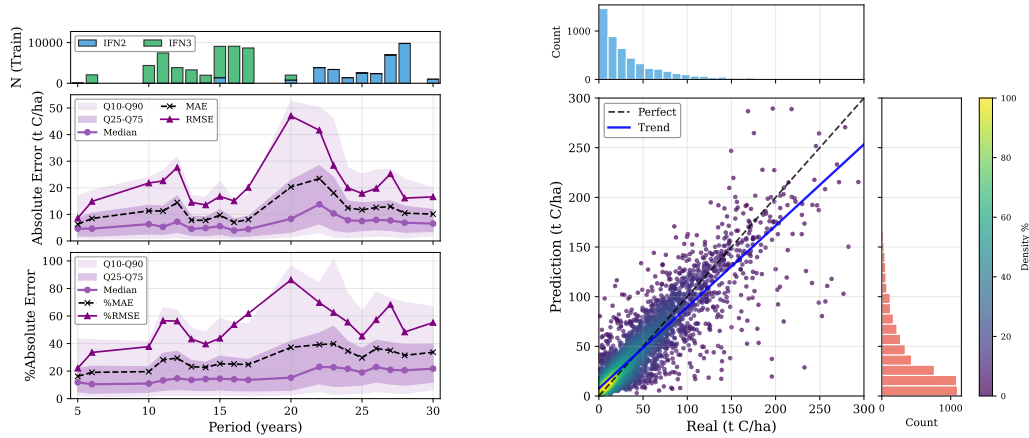 N (Train)
10000
0
IFN2
IFN3
Absolute Error (t C/ha)
50
40
30
20
10
0
Q10-Q90
Q25-Q75
Median
MAE
RMSE
%Absolute Error
100
80
60
40
20
0
Q10-Q90
Q25-Q75
Median
%MAE
%RMSE
5
10
15
20
25
30
Period (years)
Count
1000
0
Prediction (t C/ha)
300
250
200
150
100
50
0
Perfect
Trend
0
50
100
150
200
250
300
Real (t C/ha)
0
1000
Count
100
80
60
40
20
0
Density %